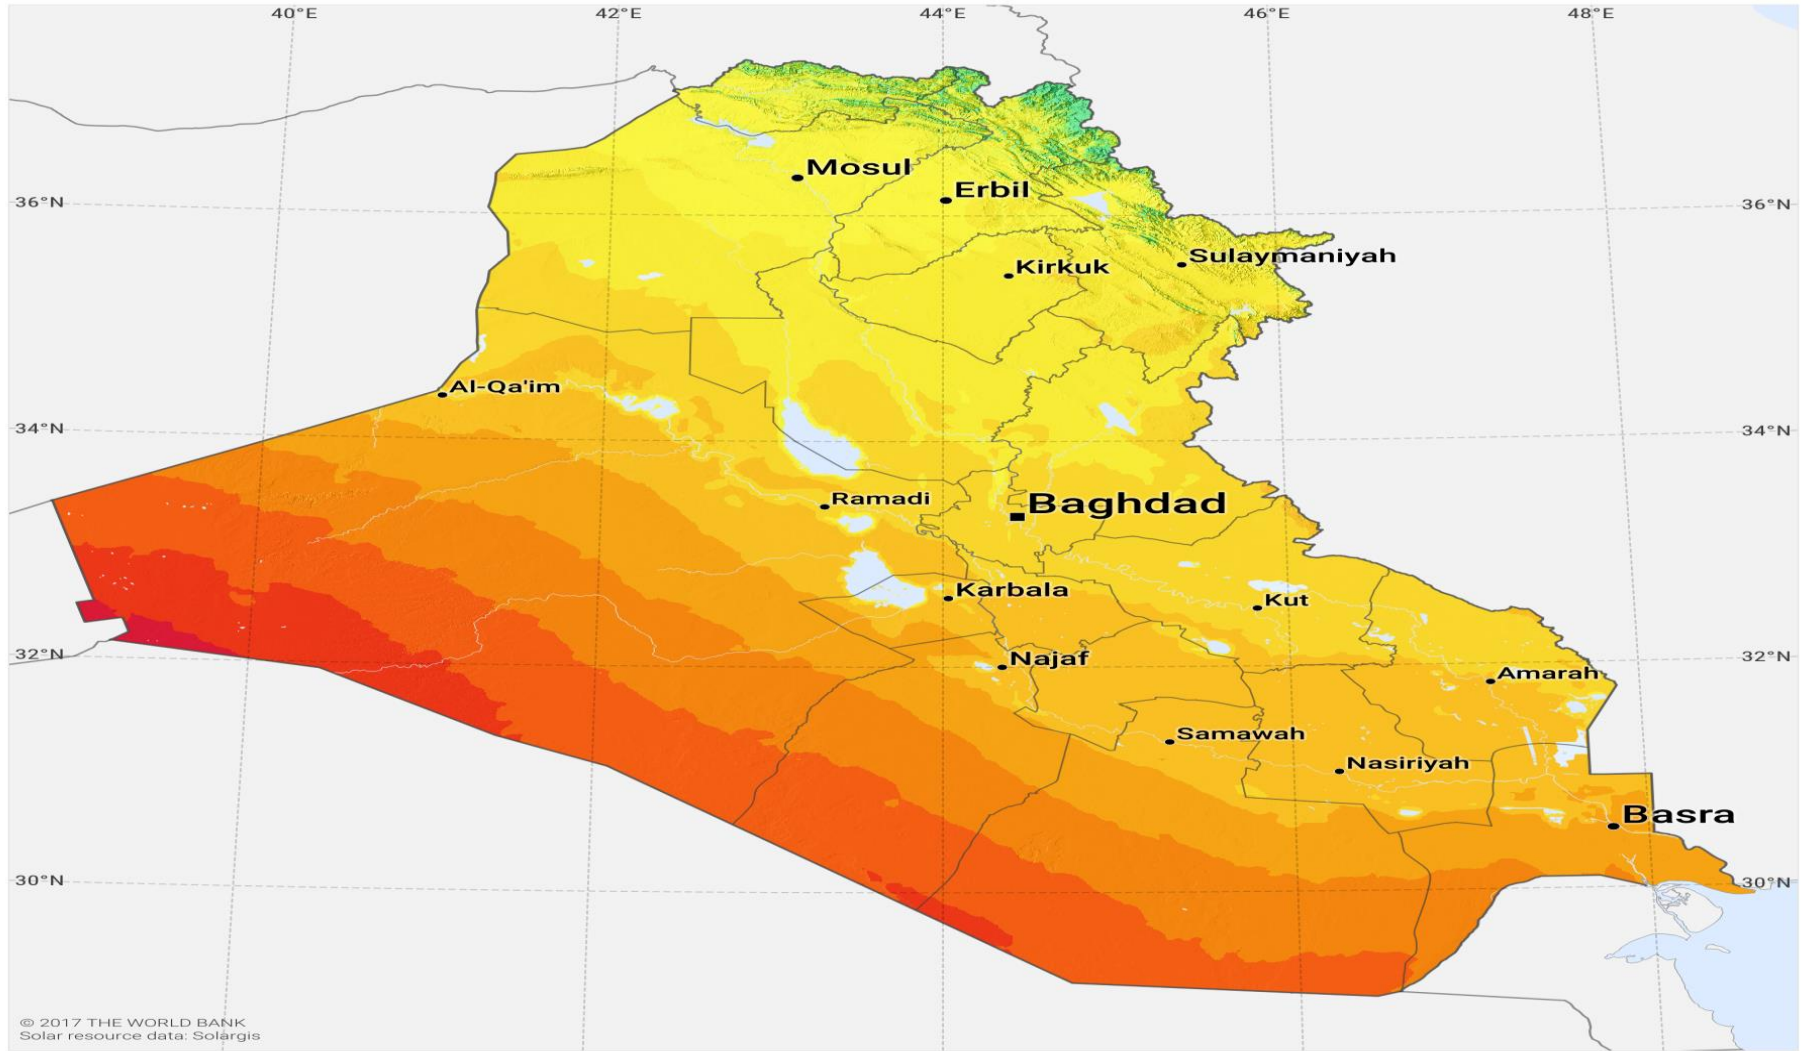 40°E 42°E 44°E 46°E 48°E
Mosul
Erbil
36°N 36°N
Sulaymaniyah
Kirkuk
Al-Qa'im
34°N 34°N
Ramadi
Baghdad
Karbala
Kut
32°N 32°N
Najaf
Amarah
Samawah
Nasiriyah
Basra
30°N 30°N
© 2017 THE WORLD BANK
Solar resource data: Solargis